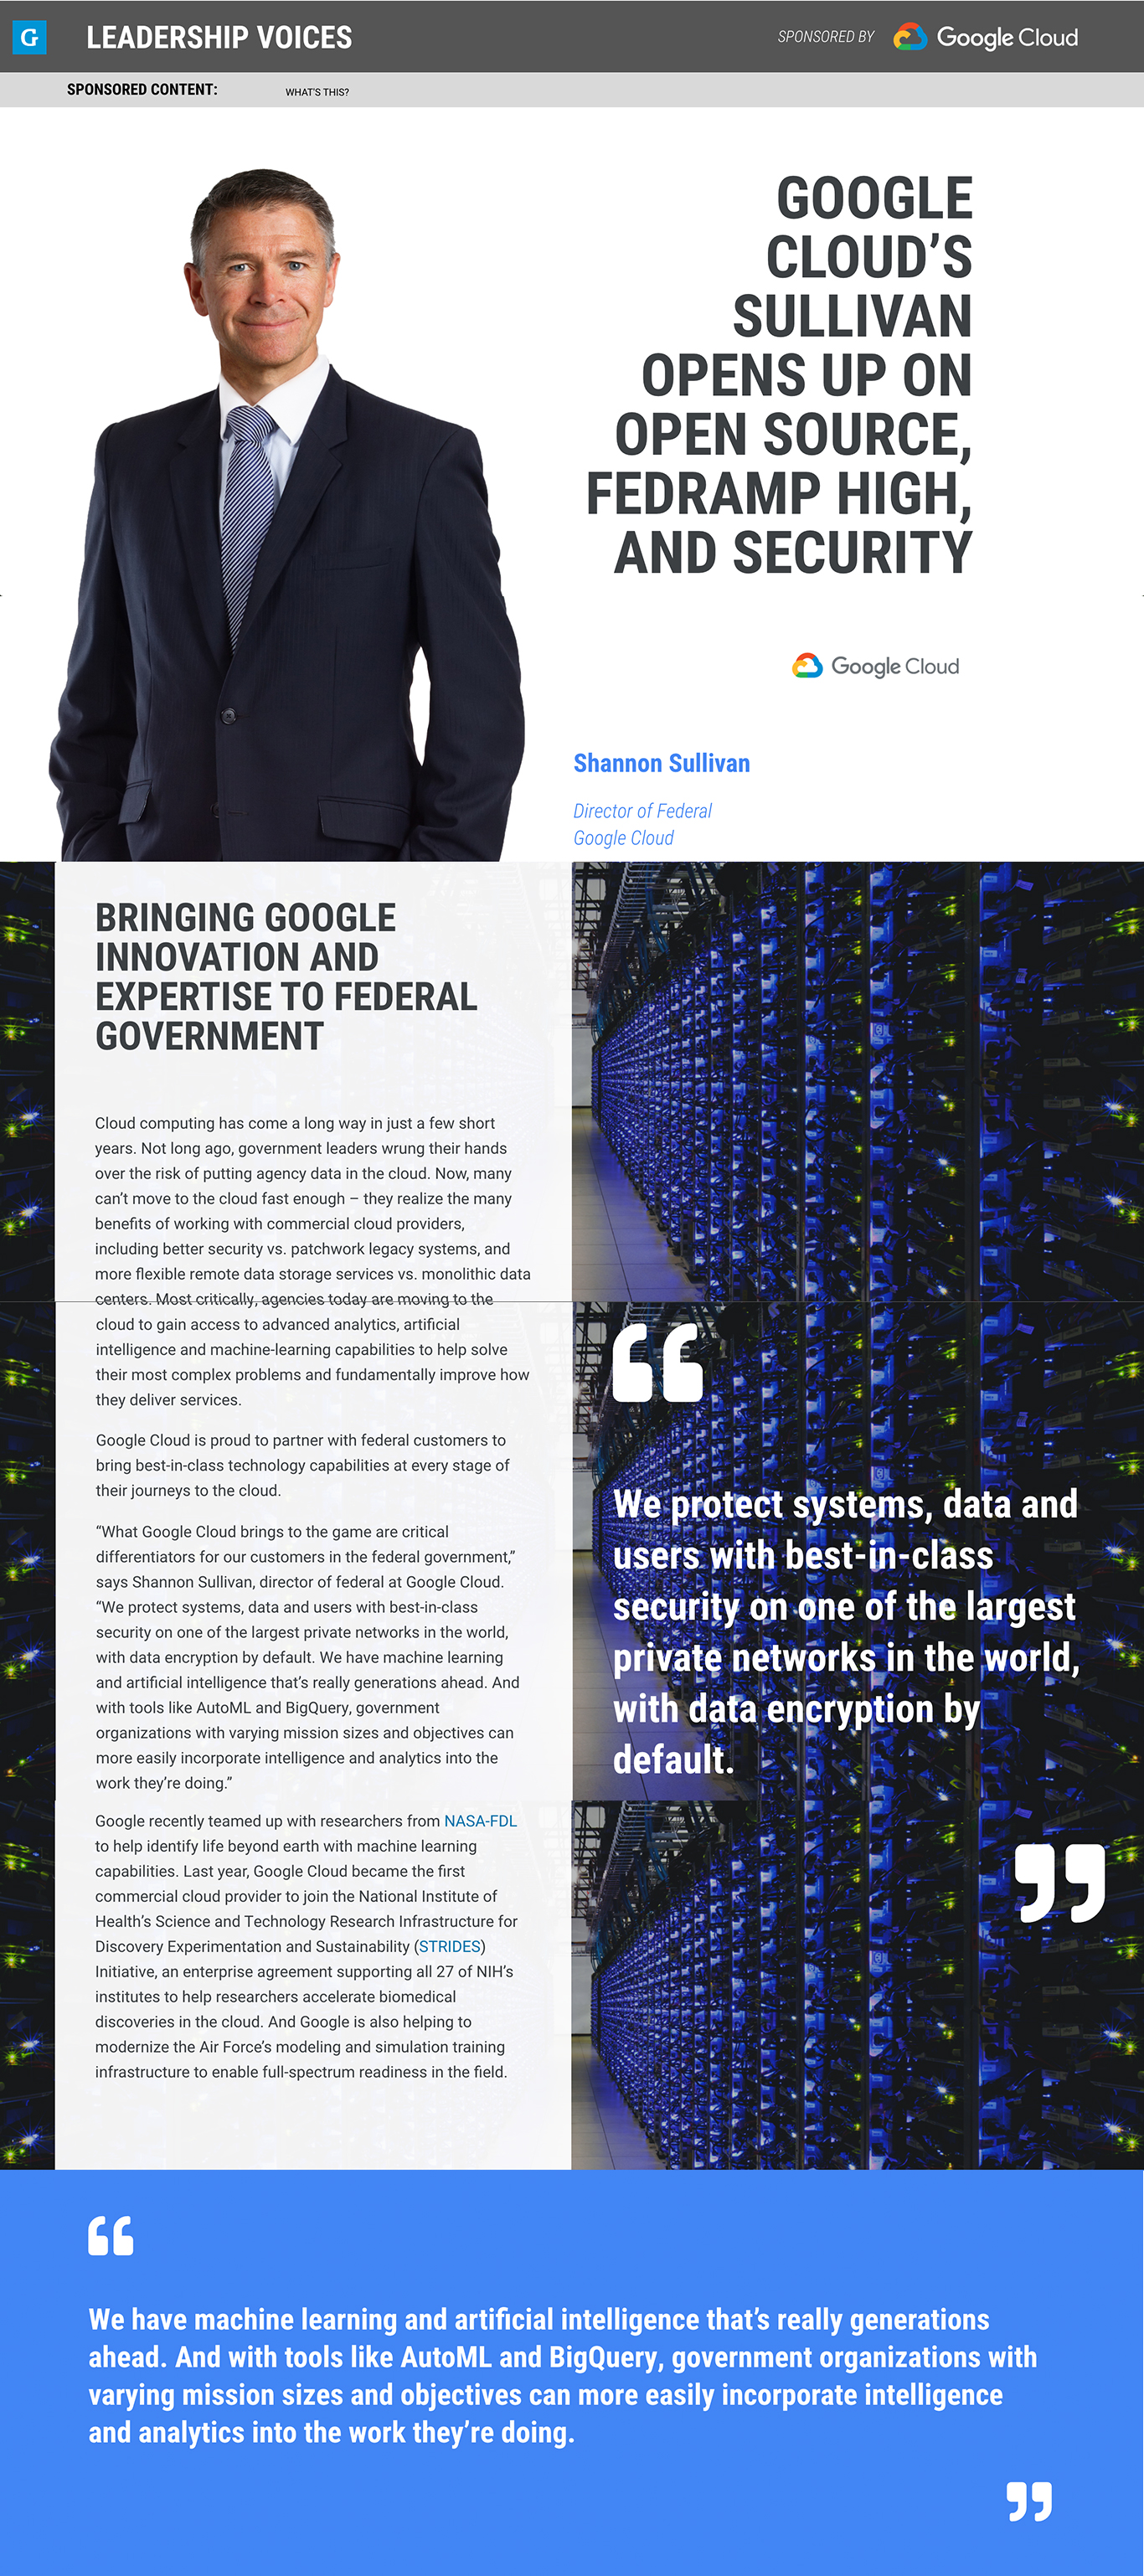 G
LEADERSHIP VOICES
SPONSORED BY
Google Cloud
SPONSORED CONTENT:
WHAT'S THIS?
GOOGLE
CLOUD’S
SULLIVAN
OPENS UP ON
OPEN SOURCE,
FEDRAMP HIGH,
AND SECURITY
Google Cloud
Shannon Sullivan
Director of Federal
Google Cloud
BRINGING GOOGLE
INNOVATION AND
EXPERTISE TO FEDERAL
GOVERNMENT
Cloud computing has come a long way in just a few short
years. Not long ago, government leaders wrung their hands
over the risk of putting agency data in the cloud. Now, many
can’t move to the cloud fast enough – they realize the many
benefits of working with commercial cloud providers,
including better security vs. patchwork legacy systems, and
more flexible remote data storage services vs. monolithic data
centers. Most critically, agencies today are moving to the
cloud to gain access to advanced analytics, artificial
intelligence and machine-learning capabilities to help solve
their most complex problems and fundamentally improve how
they deliver services.
Google Cloud is proud to partner with federal customers to
bring best-in-class technology capabilities at every stage of
their journeys to the cloud.
“What Google Cloud brings to the game are critical
differentiators for our customers in the federal government,”
says Shannon Sullivan, director of federal at Google Cloud.
“We protect systems, data and users with best-in-class
security on one of the largest private networks in the world,
with data encryption by default. We have machine learning
and artificial intelligence that’s really generations ahead. And
with tools like AutoML and BigQuery, government
organizations with varying mission sizes and objectives can
more easily incorporate intelligence and analytics into the
work they’re doing.”
Google recently teamed up with researchers from NASA-FDL
to help identify life beyond earth with machine learning
capabilities. Last year, Google Cloud became the first
commercial cloud provider to join the National Institute of
Health’s Science and Technology Research Infrastructure for
Discovery Experimentation and Sustainability (STRIDES)
Initiative, an enterprise agreement supporting all 27 of NIH’s
institutes to help researchers accelerate biomedical
discoveries in the cloud. And Google is also helping to
modernize the Air Force’s modeling and simulation training
infrastructure to enable full-spectrum readiness in the field.
“
We protect systems, data and
users with best-in-class
security on one of the largest
private networks in the world,
with data encryption by
default.
”
“
We have machine learning and artificial intelligence that’s really generations
ahead. And with tools like AutoML and BigQuery, government organizations with
varying mission sizes and objectives can more easily incorporate intelligence
and analytics into the work they’re doing.
”